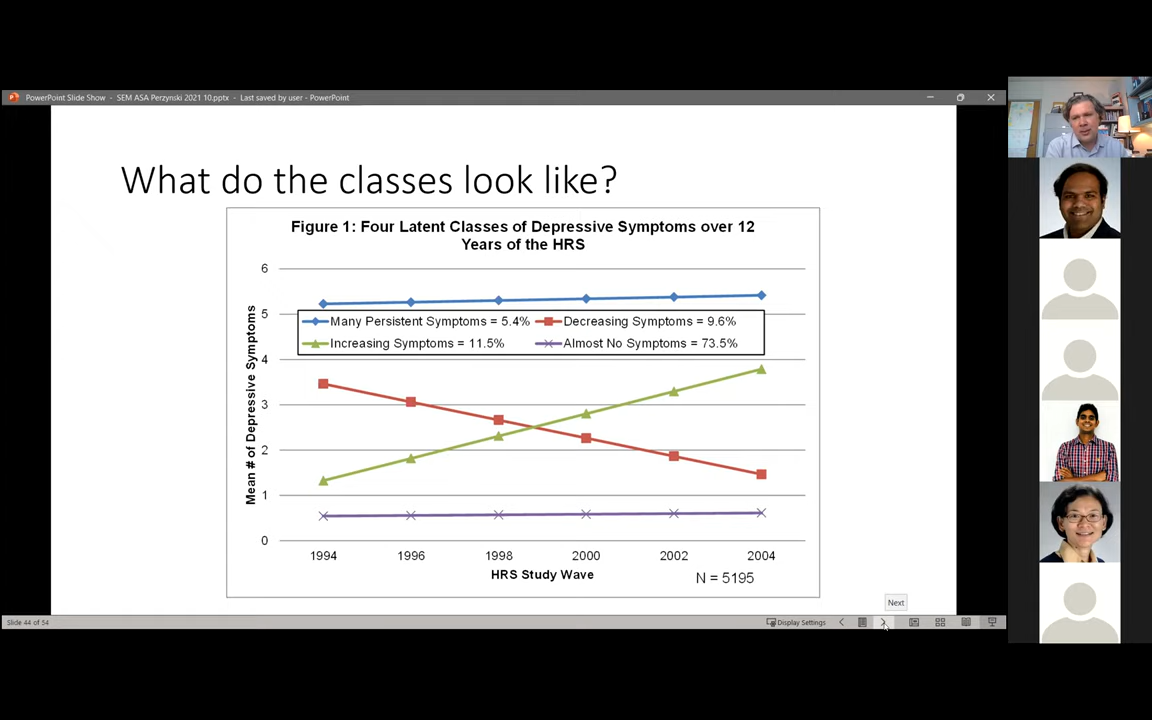 PowerPoint Slide Show - SEM ASA Perzynski 2021 10.pptx - Last saved by user - PowerPoint
What do the classes look like?
Figure 1: Four Latent Classes of Depressive Symptoms over 12
Years of the HRS
Mean # of Depressive Symptoms
6
5
4
3
2
1
0
Many Persistent Symptoms = 5.4%
Decreasing Symptoms = 9.6%
Increasing Symptoms = 11.5%
Almost No Symptoms = 73.5%
1994 1996 1998 2000 2002 2004
HRS Study Wave
N = 5195
Next
Slide 44 of 54
Display Settings